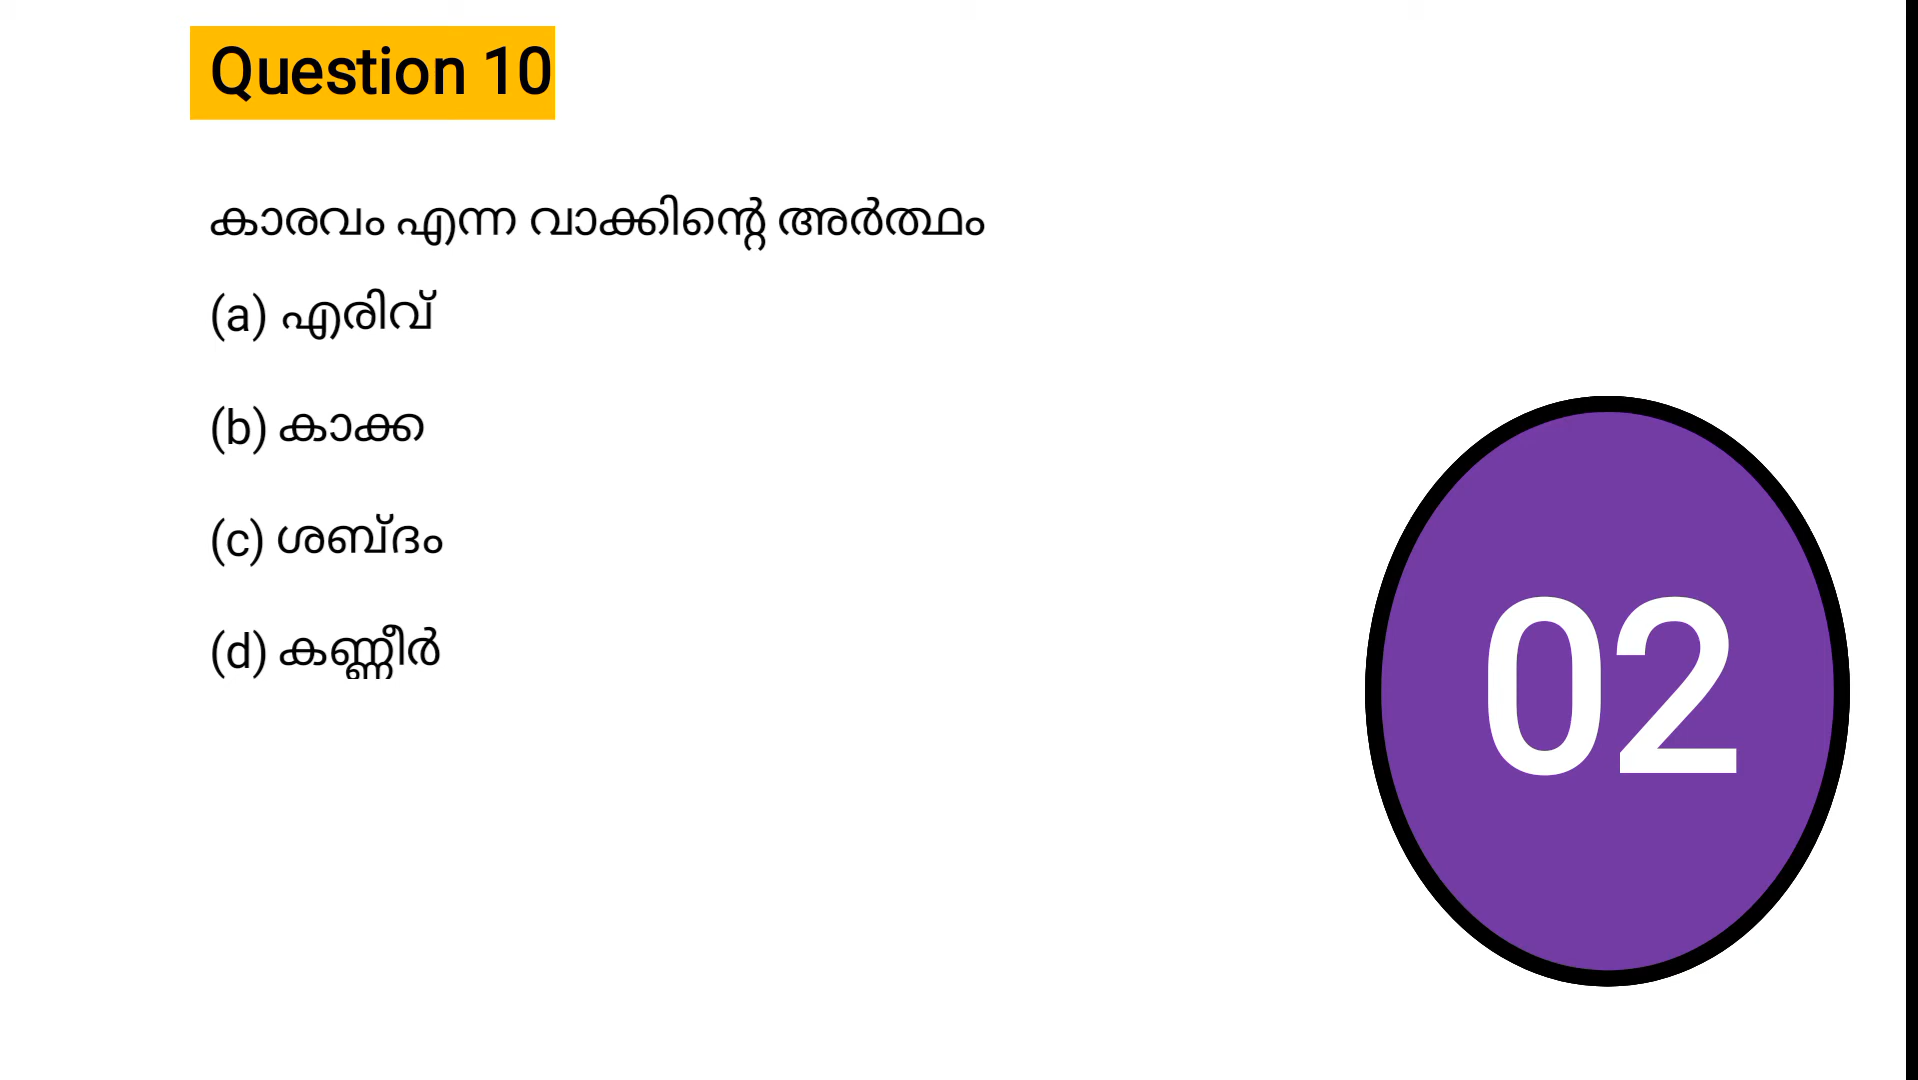 Question 10
കാരവം എന്ന വാക്കിന്റെ അർത്ഥം
(a) എരിവ്
(b) കാക്ക
(c) ശബ്ദം
(d) കണ്ണീർ
02